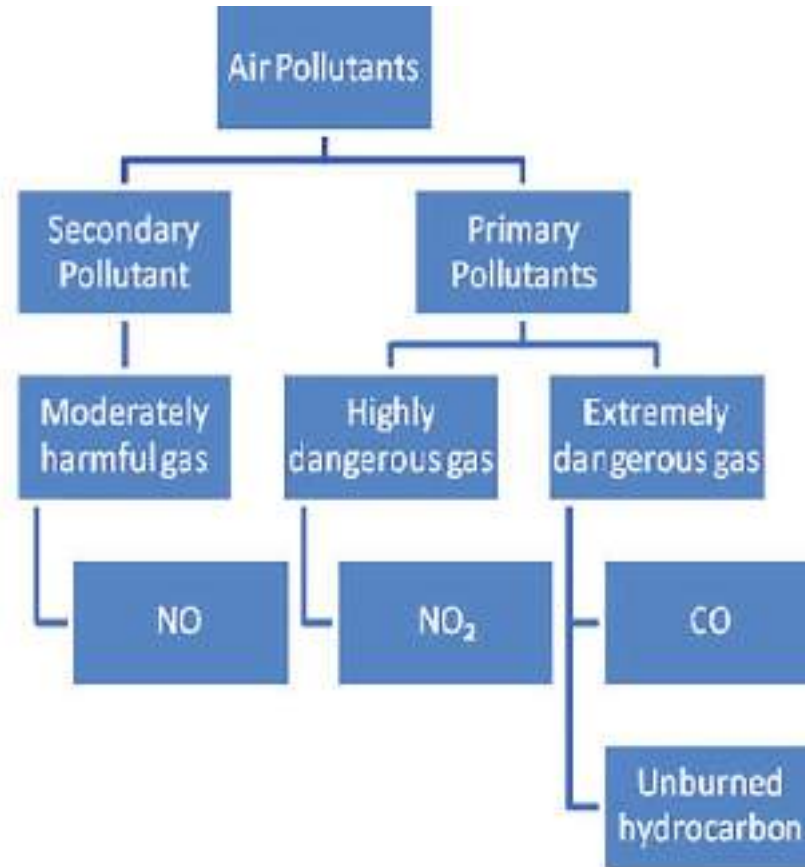 Air Pollutants
Secondary
Pollutant
Primary
Pollutants
Moderately
harmful gas
Highly
dangerous gas
Extremely
dangerous gas
NO
NO₂
CO
Unburned
hydrocarbon